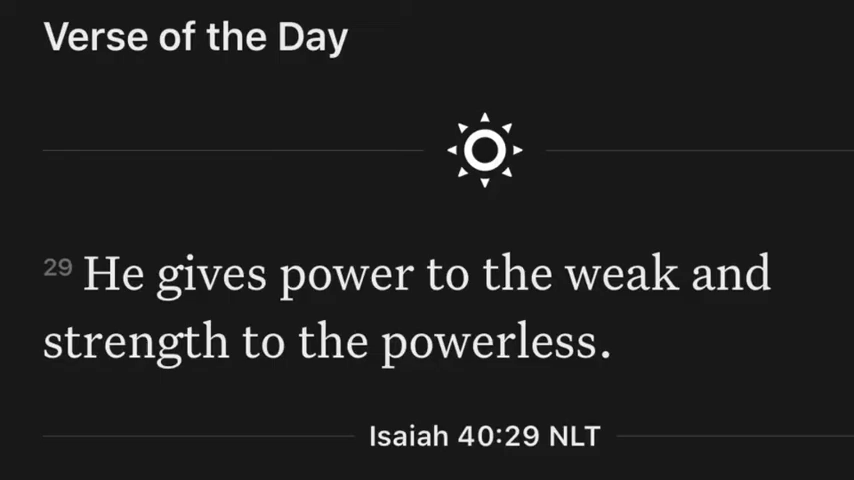 Verse of the Day
29 He gives power to the weak and
strength to the powerless.
Isaiah 40:29 NLT